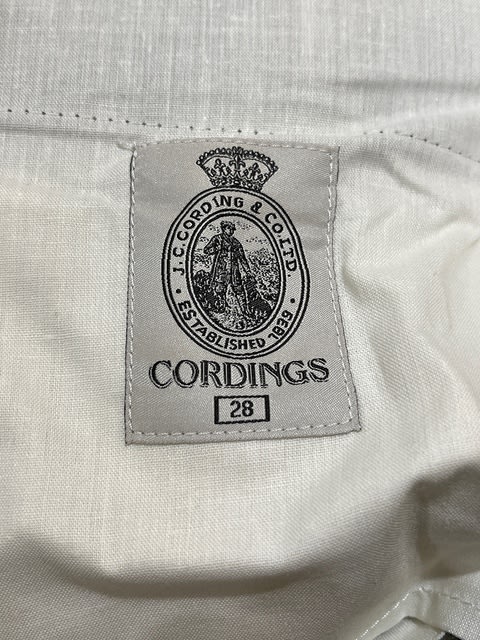 J.C.CORDING & CO.LTD.
ESTABLISHED 1839
CORDINGS
28